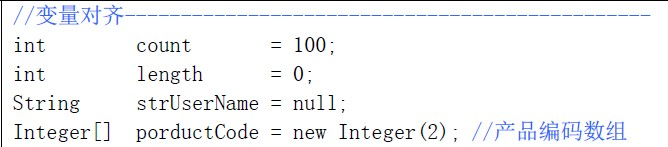 //变量对齐-----------------------------------------------
int count = 100;
int length = 0;
String strUserName = null;
Integer[] porductCode = new Integer(2); //产品编码数组